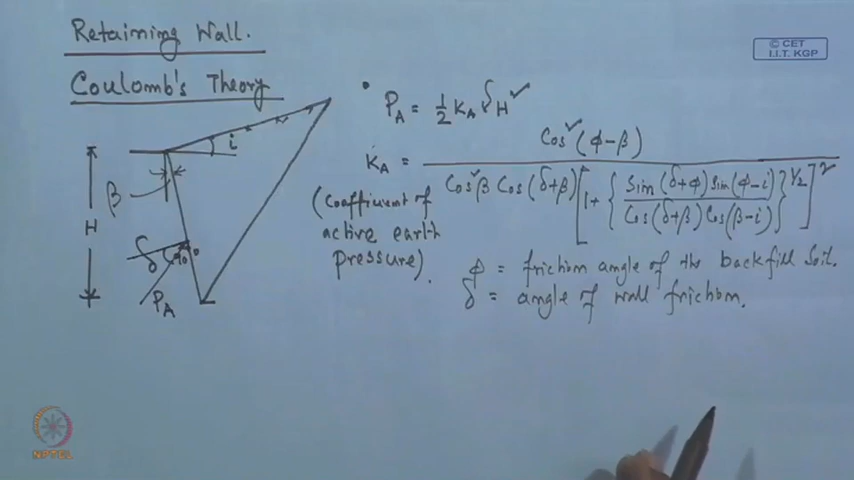 Retaining Wall.
© CET
I.I.T. KGP
Coulomb's Theory
P_A = 1/2 K_A γ H²
K_A = Cos²(φ-β) / Cos²β Cos(δ+β) [1+ {Sin(δ+φ) Sin(φ-i) / Cos(δ+β) Cos(β-i)}^1/2]²
(Coefficient of
active earth
pressure).
i
β
H
δ
90°
P_A
φ = friction angle of the backfill soil.
δ = angle of wall friction.
NPTEL